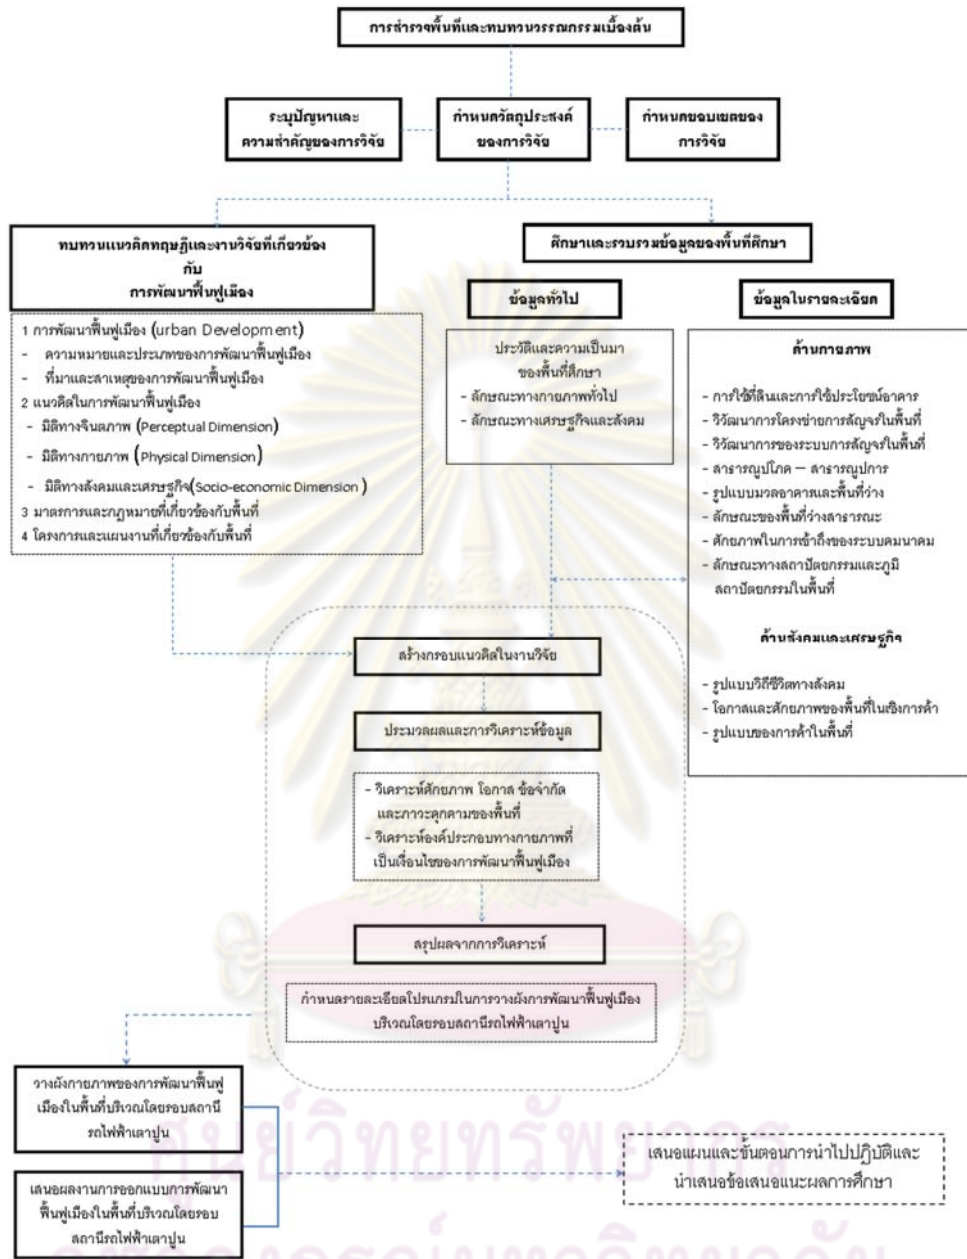 การสำรวจพื้นที่และทบทวนวรรณกรรมเบื้องต้น
ระบุปัญหาและ
ความสำคัญของการวิจัย
กำหนดวัตถุประสงค์
ของการวิจัย
กำหนดขอบเขตของ
การวิจัย
ทบทวนแนวคิดทฤษฎีและงานวิจัยที่เกี่ยวข้อง
กับ
การพัฒนาฟื้นฟูเมือง
1 การพัฒนาฟื้นฟูเมือง (urban Development)
- ความหมายและประเภทของการพัฒนาฟื้นฟูเมือง
- ที่มาและสาเหตุของการพัฒนาฟื้นฟูเมือง
2 แนวคิดในการพัฒนาฟื้นฟูเมือง
- มิติทางจินตภาพ (Perceptual Dimension)
- มิติทางกายภาพ (Physical Dimension)
- มิติทางสังคมและเศรษฐกิจ(Socio-economic Dimension )
3 มาตรการและกฎหมายที่เกี่ยวข้องกับพื้นที่
4 โครงการและแผนงานที่เกี่ยวข้องกับพื้นที่
ศึกษาและรวบรวมข้อมูลของพื้นที่ศึกษา
ข้อมูลทั่วไป
ประวัติและความเป็นมา
ของพื้นที่ศึกษา
- ลักษณะทางกายภาพทั่วไป
- ลักษณะทางเศรษฐกิจและสังคม
ข้อมูลในรายละเอียด
ด้านกายภาพ
- การใช้ที่ดินและการใช้ประโยชน์อาคาร
- วิวัฒนาการโครงข่ายการสัญจรในพื้นที่
- วิวัฒนาการของระบบการสัญจรในพื้นที่
- สาธารณูปโภค – สาธารณูปการ
- รูปแบบมวลอาคารและพื้นที่ว่าง
- ลักษณะของพื้นที่ว่างสาธารณะ
- ศักยภาพในการเข้าถึงของระบบคมนาคม
- ลักษณะทางสถาปัตยกรรมและภูมิ
สถาปัตยกรรมในพื้นที่
ด้านสังคมและเศรษฐกิจ
- รูปแบบวิถีชีวิตทางสังคม
- โอกาสและศักยภาพของพื้นที่ในเชิงการค้า
- รูปแบบของการค้าในพื้นที่
สร้างกรอบแนวคิดในงานวิจัย
ประมวลผลและการวิเคราะห์ข้อมูล
- วิเคราะห์ศักยภาพ โอกาส ข้อจำกัด
และภาวะคุกคามของพื้นที่
- วิเคราะห์องค์ประกอบทางกายภาพที่
เป็นเงื่อนไขของการพัฒนาฟื้นฟูเมือง
สรุปผลจากการวิเคราะห์
กำหนดรายละเอียดโปรแกรมในการวางผังการพัฒนาฟื้นฟูเมือง
บริเวณโดยรอบสถานีรถไฟฟ้าเตาปูน
วางผังกายภาพของการพัฒนาฟื้นฟู
เมืองในพื้นที่บริเวณโดยรอบสถานี
รถไฟฟ้าเตาปูน
เสนอผลงานการออกแบบการพัฒนา
ฟื้นฟูเมืองในพื้นที่บริเวณโดยรอบ
สถานีรถไฟฟ้าเตาปูน
เสนอแผนและขั้นตอนการนำไปปฏิบัติและ
นำเสนอข้อเสนอแนะผลการศึกษา
ศูนย์วิทยทรัพยากร
จุฬาลงกรณ์มหาวิทยาลัย